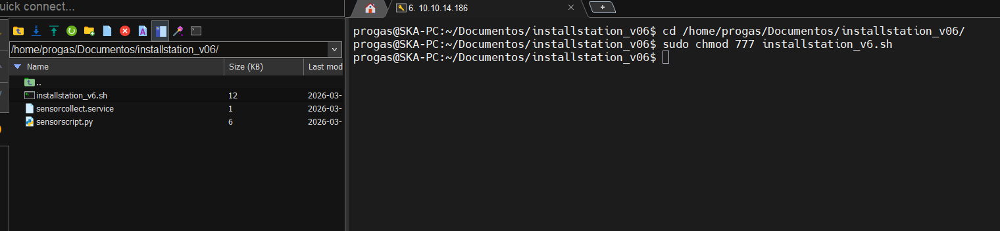 uick connect...
6. 10.10.14.186
/home/progas/Documentos/installstation_v06/
Name Size (KB) Last mod
..
installstation_v6.sh 12 2026-03-
sensorcollect.service 1 2026-03-
sensorscript.py 6 2026-03-
progas@SKA-PC:~/Documentos/installstation_v06$ cd /home/progas/Documentos/installstation_v06/
progas@SKA-PC:~/Documentos/installstation_v06$ sudo chmod 777 installstation_v6.sh
progas@SKA-PC:~/Documentos/installstation_v06$